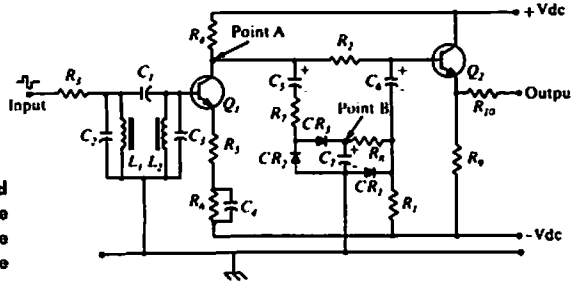 + Vdc
R₆
Point A
R₂
C₁
C₅
+
C₆
+
Q₁
Q₂
R₅
Input
Output
R₁₀
R₇
Point B
CR₃
C₂
L₁
L₂
C₃
R₅
CR₂
C₇
+
-
R₈
R₉
CR₁
R₄
C₄
R₁
- Vdc
d
e
e
e